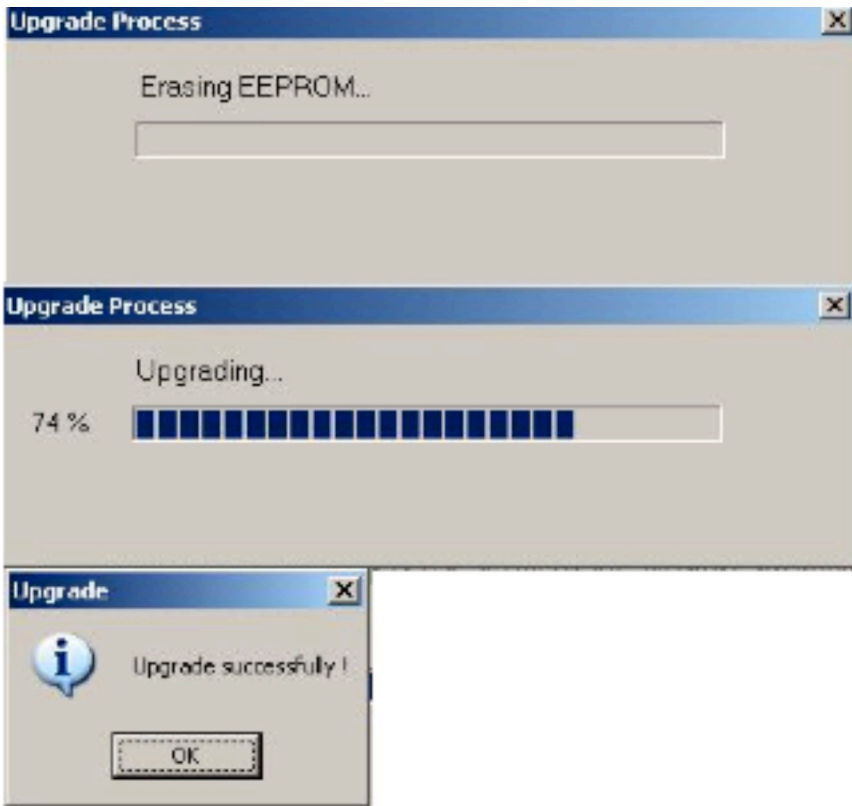 Upgrade Process
Erasing EEPROM...
Upgrade Process
Upgrading...
74 %
Upgrade
Upgrade successfully !
OK